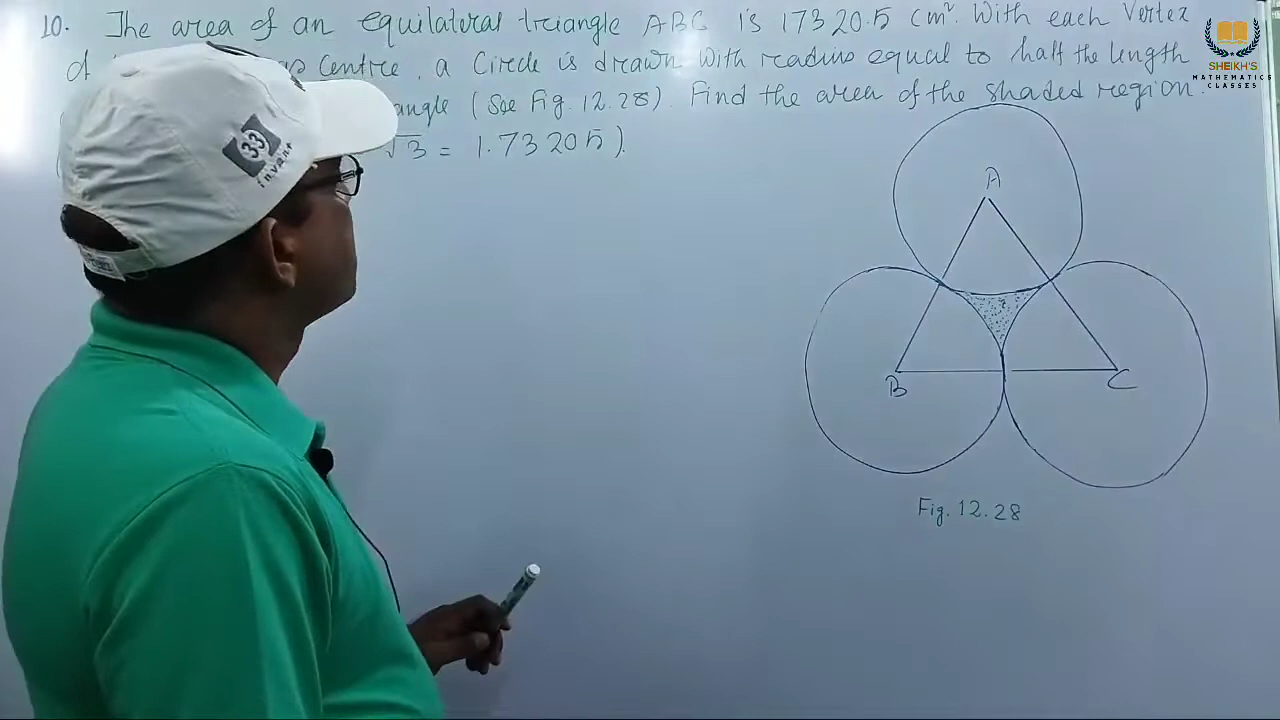 10. The area of an equilateral triangle ABC is 17320.5 cm². With each Vertex
of centre, a Circle is drawn with radius equal to half the length
angle (See Fig. 12.28). Find the area of the shaded region.
√3 = 1.73205).
SHEIKH'S
MATHEMATICS
CLASSES
33
invent
A
B
C
Fig. 12.28